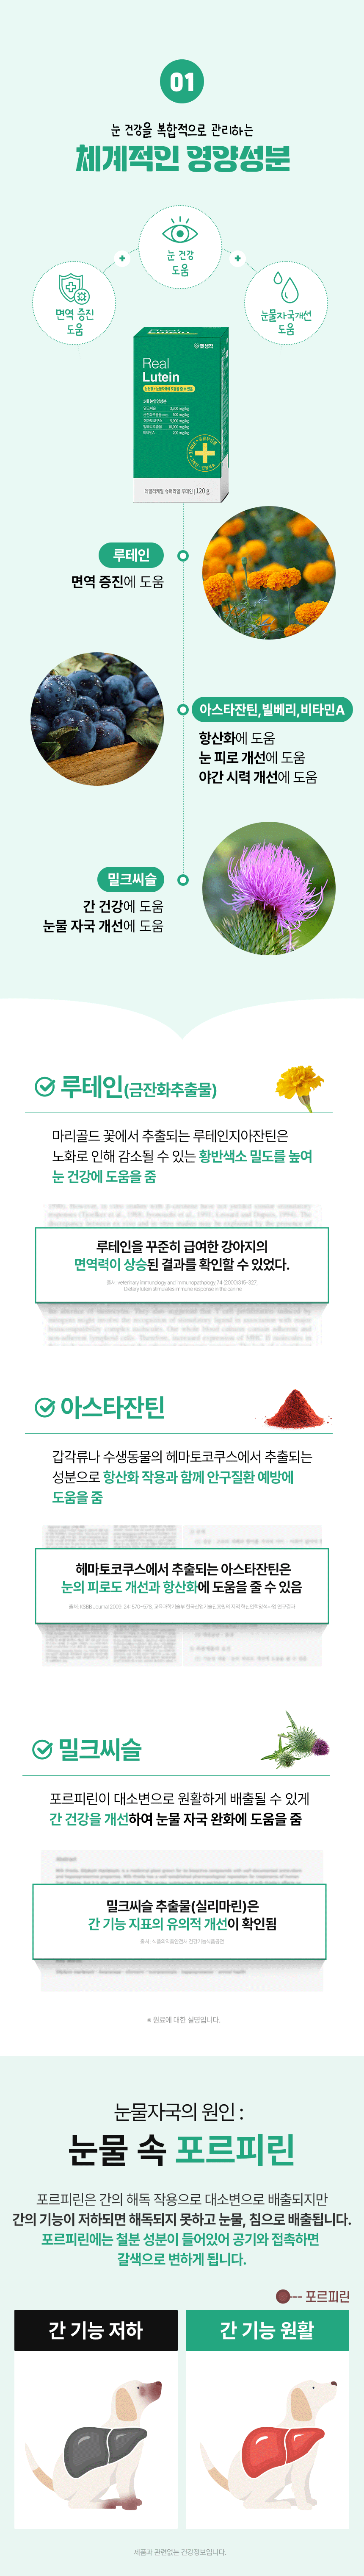 01
눈 건강을 복합적으로 관리하는
체계적인 영양성분
눈 건강
도움
면역 증진
도움
눈물자국개선
도움
Real
Lutein
120 g
루테인
면역 증진에 도움
아스타잔틴,빌베리,비타민A
항산화에 도움
눈 피로 개선에 도움
야간 시력 개선에 도움
밀크씨슬
간 건강에 도움
눈물 자국 개선에 도움
루테인(금잔화추출물)
마리골드 꽃에서 추출되는 루테인지아잔틴은
노화로 인해 감소될 수 있는 황반색소 밀도를 높여
눈 건강에 도움을 줌
루테인을 꾸준히 급여한 강아지의
면역력이 상승된 결과를 확인할 수 있었다.
출처: veterinary Immunology and Immunopathology, 74 (2000) 315-327,
Dietary lutein stimulates immune response in the canine
아스타잔틴
갑각류나 수생동물의 헤마토코쿠스에서 추출되는
성분으로 항산화 작용과 함께 안구질환 예방에
도움을 줌
헤마토코쿠스에서 추출되는 아스타잔틴은
눈의 피로도 개선과 항산화에 도움을 줄 수 있음
밀크씨슬
포르피린이 대소변으로 원활하게 배출될 수 있게
간 건강을 개선하여 눈물 자국 완화에 도움을 줌
Abstract
밀크씨슬 추출물(실리마린)은
간 기능 지표의 유의적 개선이 확인됨
출처 : 식품의약품안전처 건강기능식품공전
※ 원료에 대한 설명입니다.
눈물자국의 원인 :
눈물 속 포르피린
포르피린은 간의 해독 작용으로 대소변으로 배출되지만
간의 기능이 저하되면 해독되지 못하고 눈물, 침으로 배출됩니다.
포르피린에는 철분 성분이 들어있어 공기와 접촉하면
갈색으로 변하게 됩니다.
포르피린
간 기능 저하
간 기능 원활
제품과 관련없는 건강정보입니다.